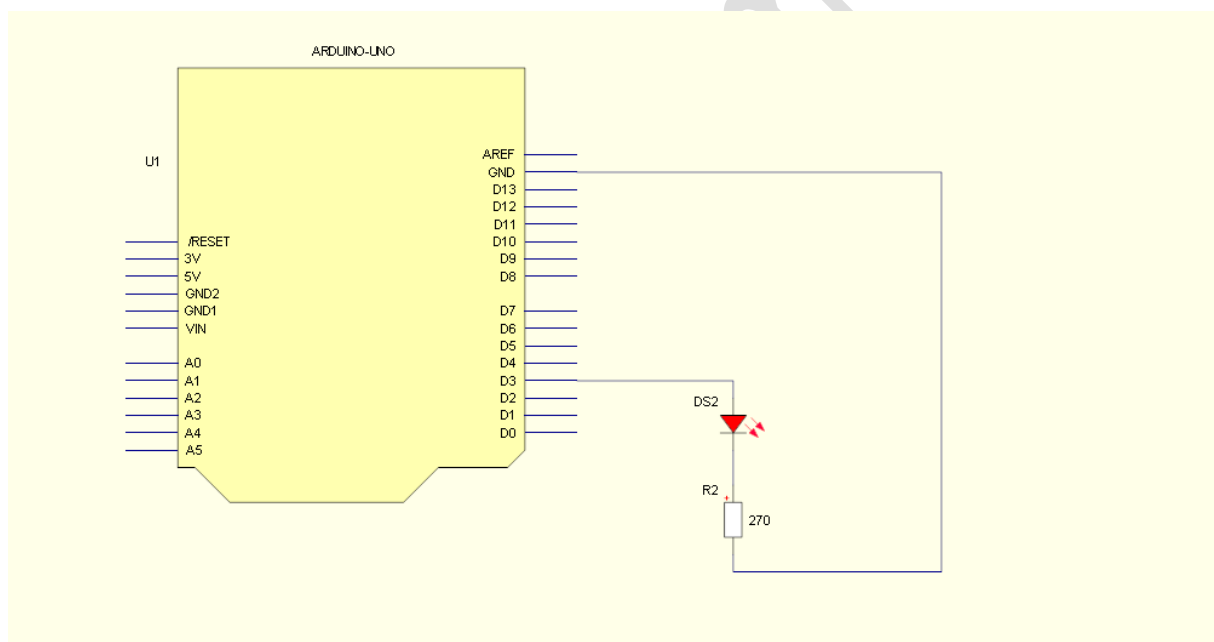 ARDUINO-UNO
U1
AREF
GND
D13
D12
D11
/RESET
D10
3V
D9
5V
D8
GND2
GND1
D7
VIN
D6
D5
A0
D4
A1
D3
A2
D2
A3
D1
A4
D0
A5
DS2
R2
+
270